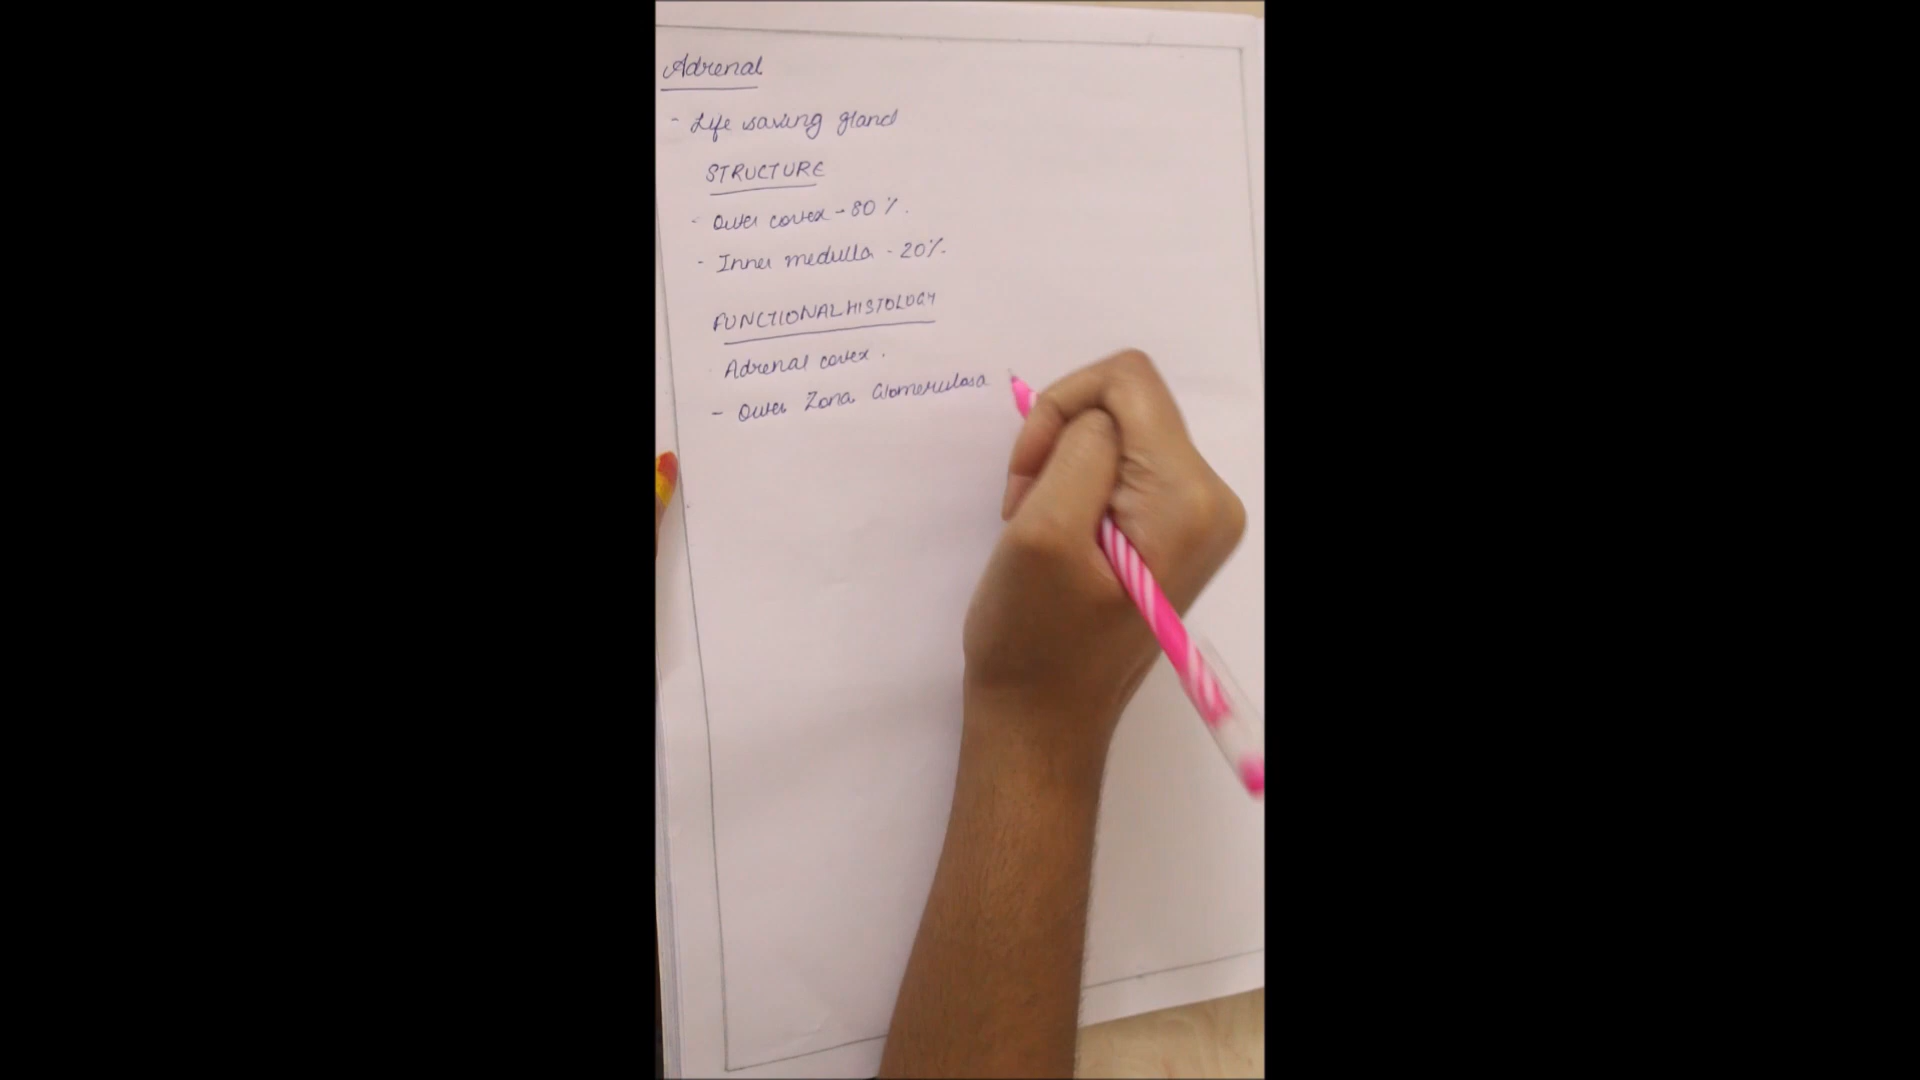 Adrenal
- Life saving gland
STRUCTURE
- Outer cortex - 80 %.
- Inner medulla - 20%.
FUNCTIONAL HISTOLOGY
Adrenal cortex.
- Outer Zona Glomerulosa